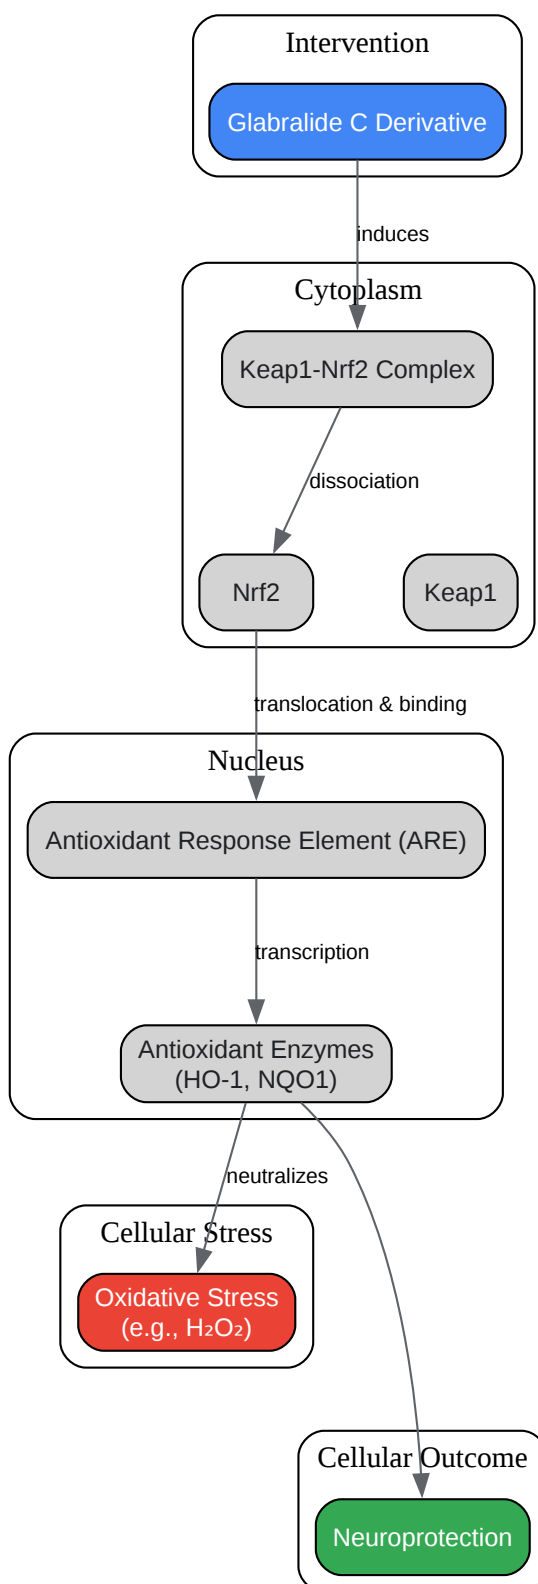 Intervention
Glabralide C Derivative
induces
Cytoplasm
Keap1-Nrf2 Complex
dissociation
Nrf2
Keap1
translocation & binding
Nucleus
Antioxidant Response Element (ARE)
transcription
Antioxidant Enzymes
(HO-1, NQO1)
neutralizes
Cellular Stress
Oxidative Stress
(e.g., H₂O₂)
Cellular Outcome
Neuroprotection